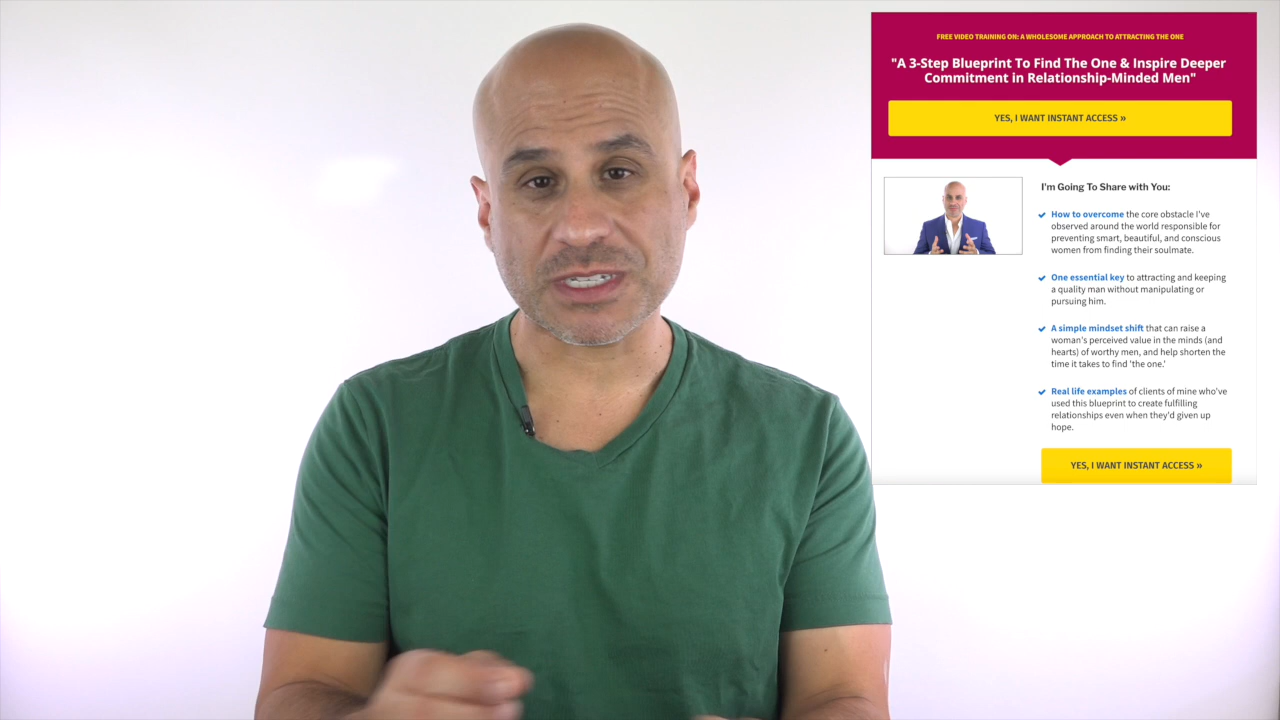 FREE VIDEO TRAINING ON: A WHOLESOME APPROACH TO ATTRACTING THE ONE
"A 3-Step Blueprint To Find The One & Inspire Deeper
Commitment in Relationship-Minded Men"
YES, I WANT INSTANT ACCESS »
I'm Going To Share with You:
How to overcome the core obstacle I've
observed around the world responsible for
preventing smart, beautiful, and conscious
women from finding their soulmate.
One essential key to attracting and keeping
a quality man without manipulating or
pursuing him.
A simple mindset shift that can raise a
woman's perceived value in the minds (and
hearts) of worthy men, and help shorten the
time it takes to find 'the one.'
Real life examples of clients of mine who've
used this blueprint to create fulfilling
relationships even when they'd given up
hope.
YES, I WANT INSTANT ACCESS »